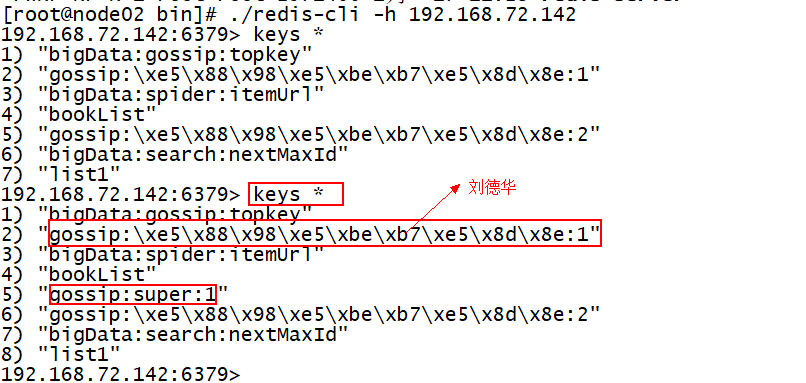 [root@node02 bin]# ./redis-cli -h 192.168.72.142
192.168.72.142:6379> keys *
1) "bigData:gossip:topkey"
2) "gossip:\xe5\x88\x98\xe5\xbe\xb7\xe5\x8d\x8e:1"
3) "bigData:spider:itemUrl"
4) "bookList"
5) "gossip:\xe5\x88\x98\xe5\xbe\xb7\xe5\x8d\x8e:2"
6) "bigData:search:nextMaxId"
7) "list1"
192.168.72.142:6379> keys *
刘德华
1) "bigData:gossip:topkey"
2) "gossip:\xe5\x88\x98\xe5\xbe\xb7\xe5\x8d\x8e:1"
3) "bigData:spider:itemUrl"
4) "bookList"
5) "gossip:super:1"
6) "gossip:\xe5\x88\x98\xe5\xbe\xb7\xe5\x8d\x8e:2"
7) "bigData:search:nextMaxId"
8) "list1"
192.168.72.142:6379>